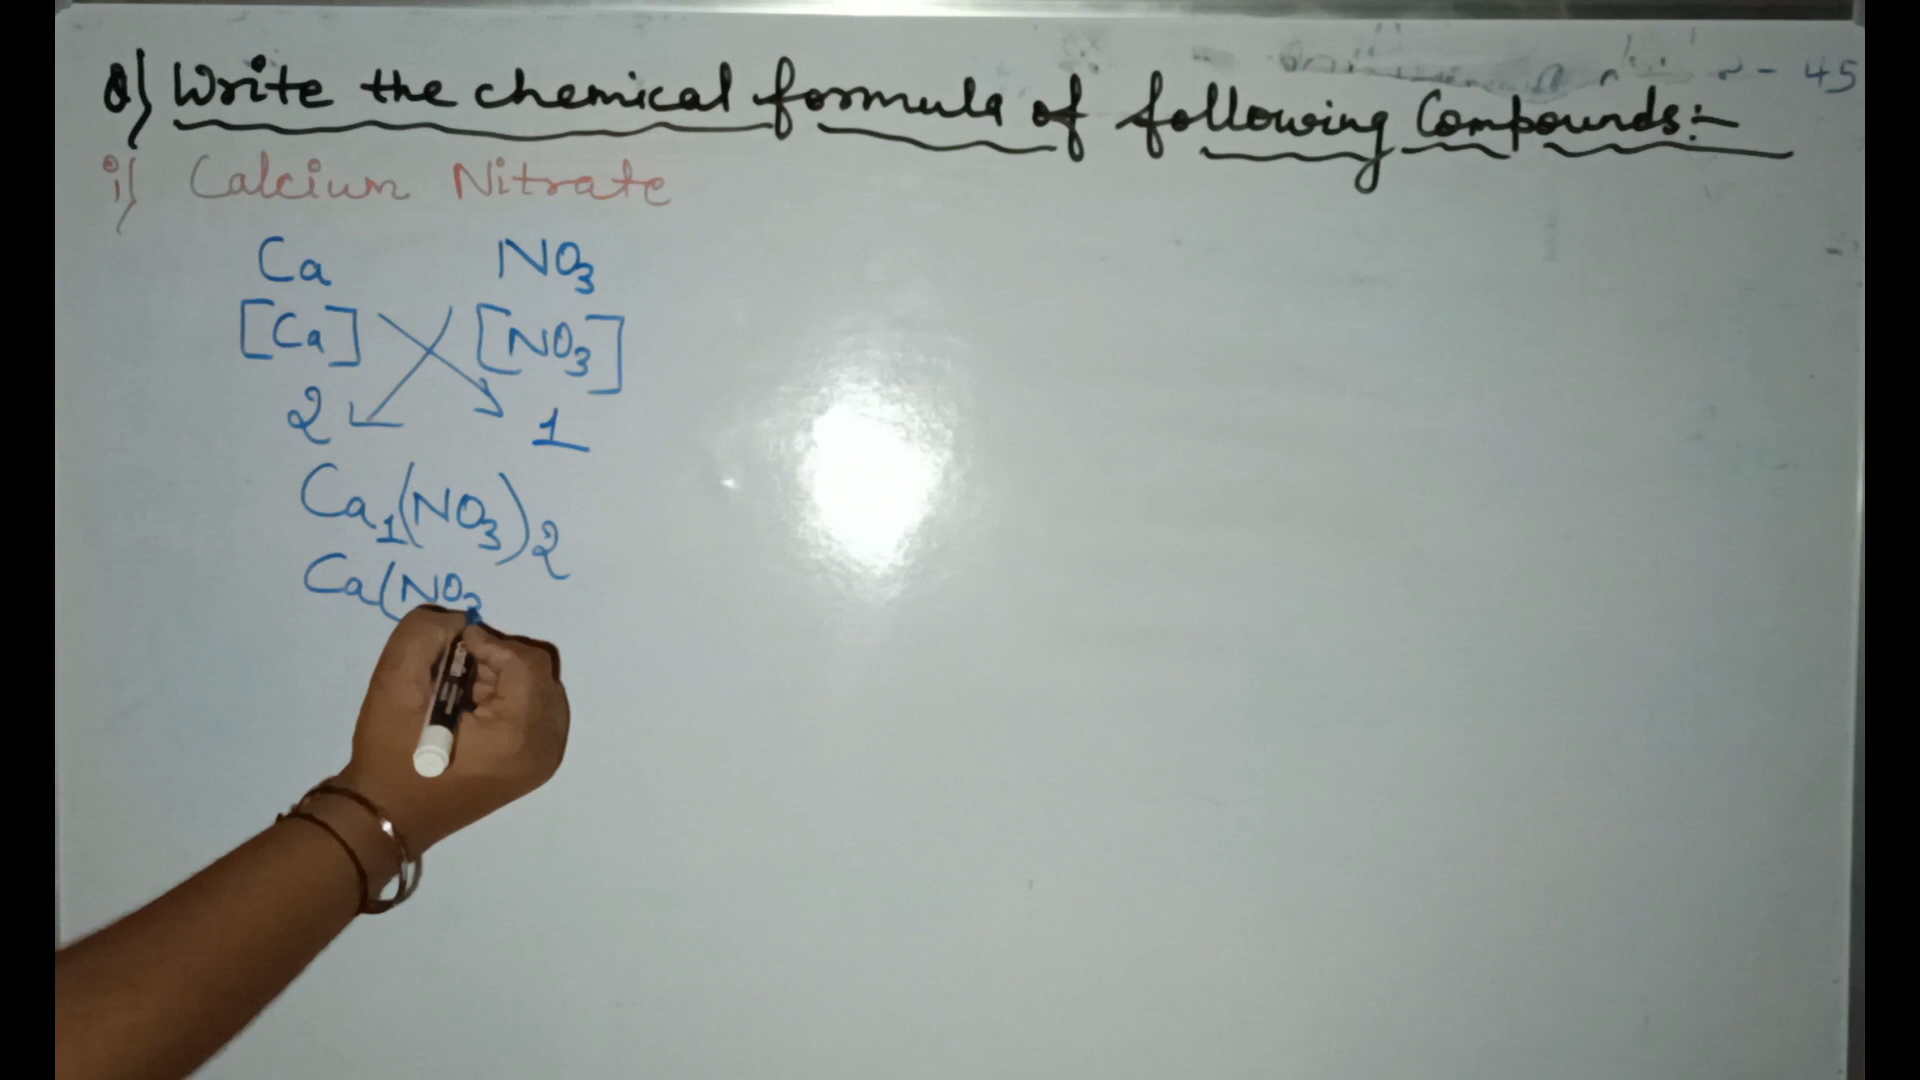 Q) Write the chemical formula of following Compounds:-
- 45
i) Calcium Nitrate
Ca NO3
[Ca] [NO3]
2 1
Ca1(NO3)2
Ca(NO3